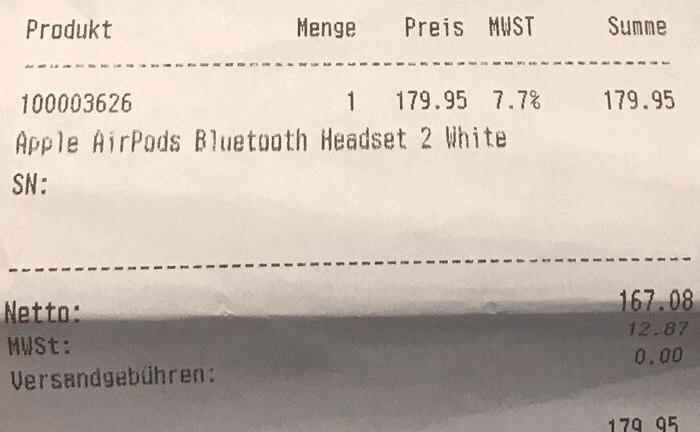 Produkt Menge Preis MWST Summe
100003626 1 179.95 7.7% 179.95
Apple AirPods Bluetooth Headset 2 White
SN:
Netto: 167.08
MWSt: 12.87
Versandgebühren: 0.00
179.95